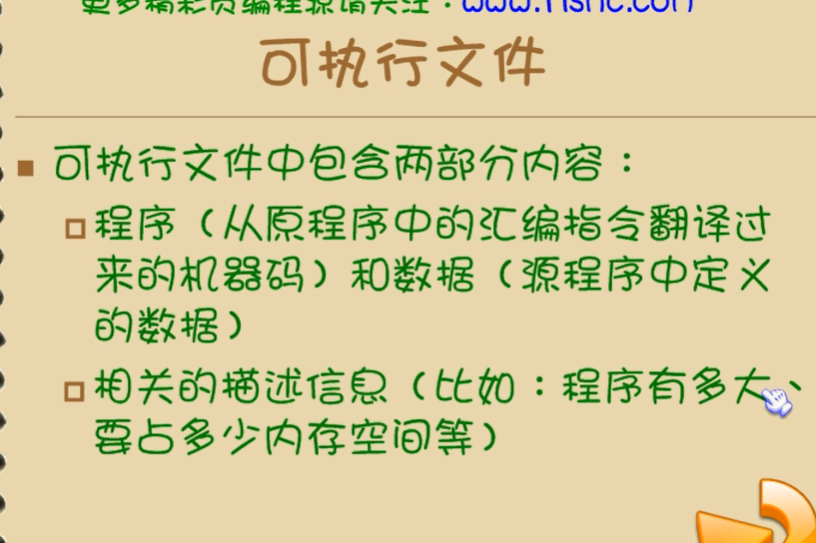 更多精彩页编程源请关注：www.fishc.com
可执行文件
可执行文件中包含两部分内容：
程序（从原程序中的汇编指令翻译过
来的机器码）和数据（源程序中定义
的数据）
相关的描述信息（比如：程序有多大、
要占多少内存空间等）